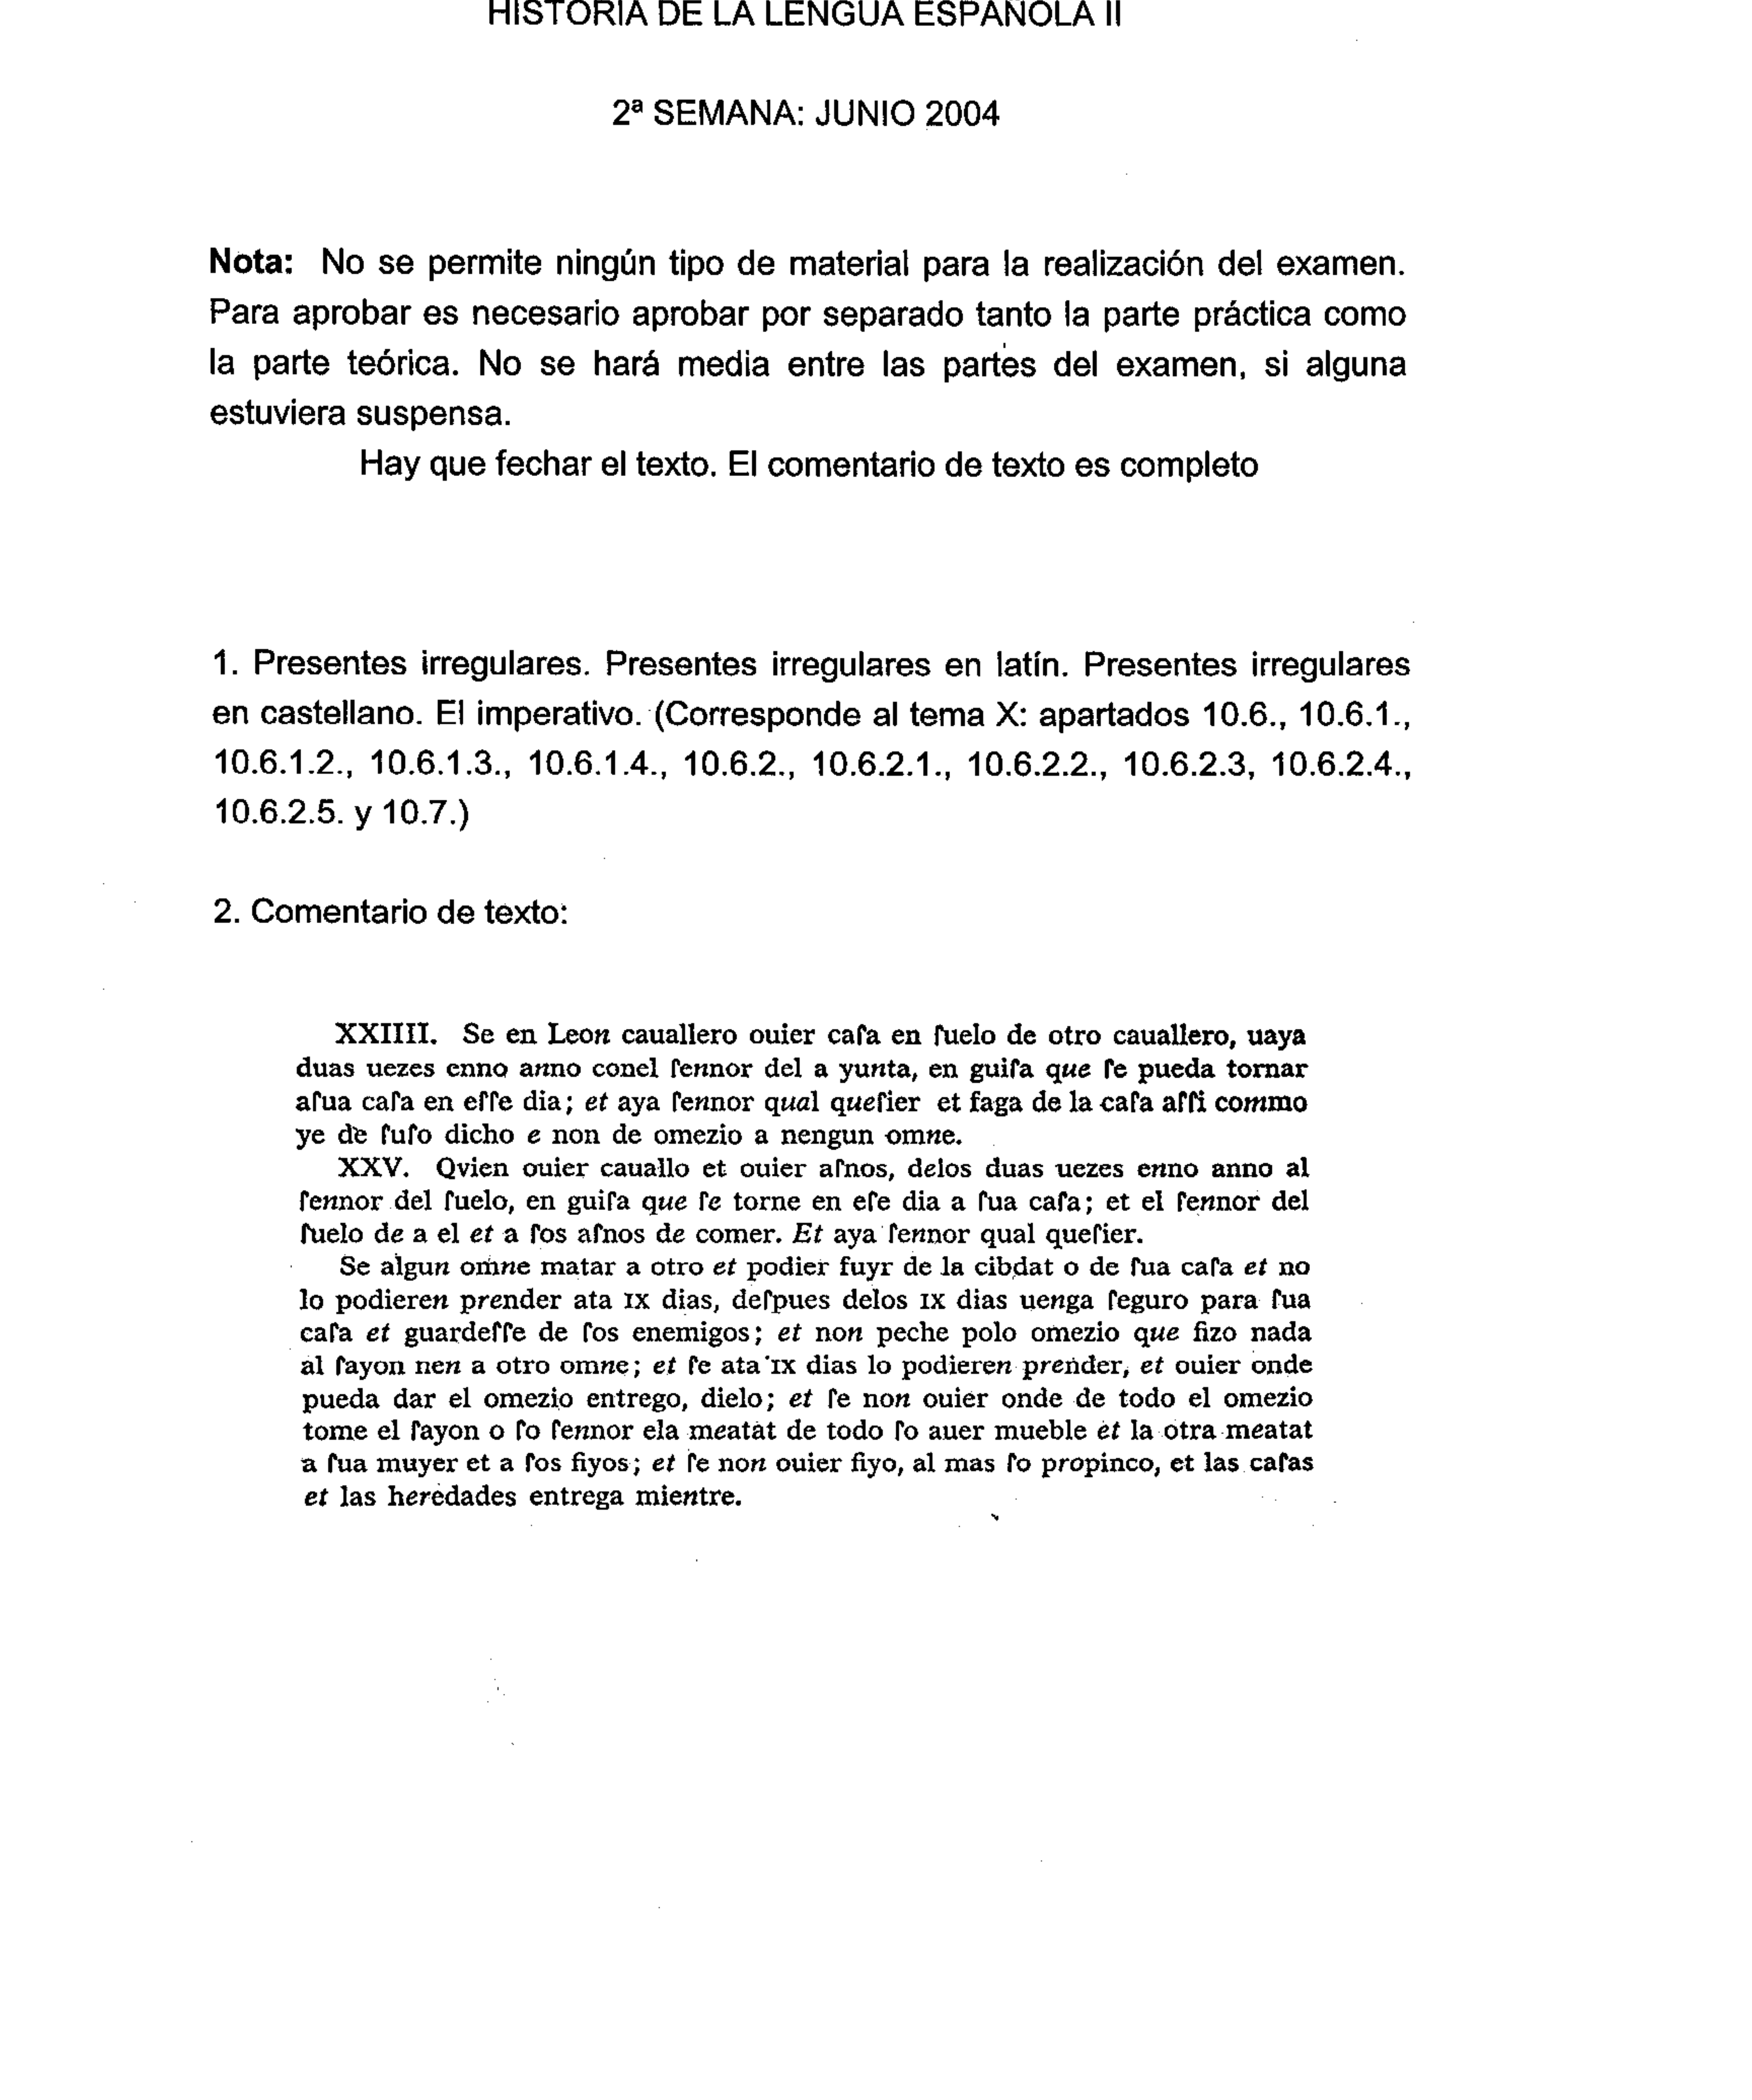 HISTORIA DE LA LENGUA ESPAÑOLA II
2ª SEMANA: JUNIO 2004
Nota: No se permite ningún tipo de material para la realización del examen.
Para aprobar es necesario aprobar por separado tanto la parte práctica como
la parte teórica. No se hará media entre las partes del examen, si alguna
estuviera suspensa.
Hay que fechar el texto. El comentario de texto es completo
1. Presentes irregulares. Presentes irregulares en latín. Presentes irregulares
en castellano. El imperativo. (Corresponde al tema X: apartados 10.6., 10.6.1.,
10.6.1.2., 10.6.1.3., 10.6.1.4., 10.6.2., 10.6.2.1., 10.6.2.2., 10.6.2.3, 10.6.2.4.,
10.6.2.5. y 10.7.)
2. Comentario de texto:
XXIIII. Se en Leon cauallero ouier caſa en ſuelo de otro cauallero, uaya
duas uezes enno anno conel ſennor del a yunta, en guiſa que ſe pueda tornar
aſua caſa en eſſe dia; et aya ſennor qual queſier et faga de la caſa aſſi commo
ye de ſuſo dicho e non de omezio a nengun omne.
XXV. Qvien ouier cauallo et ouier aſnos, delos duas uezes enno anno al
ſennor del ſuelo, en guiſa que ſe torne en eſe dia a ſua caſa; et el ſennor del
ſuelo de a el et a ſos aſnos de comer. Et aya ſennor qual queſier.
Se algun omne matar a otro et podier fuyr de la cibdat o de ſua caſa et no
lo podieren prender ata IX dias, deſpues delos IX dias uenga ſeguro para ſua
caſa et guardeſſe de ſos enemigos; et non peche polo omezio que fizo nada
al ſayon nen a otro omne; et ſe ata IX dias lo podieren prender, et ouier onde
pueda dar el omezio entrego, dielo; et ſe non ouier onde de todo el omezio
tome el ſayon o ſo ſennor ela meatat de todo ſo auer mueble et la otra meatat
a ſua muyer et a ſos fiyos; et ſe non ouier fiyo, al mas ſo propinco, et las caſas
et las heredades entrega mientre.